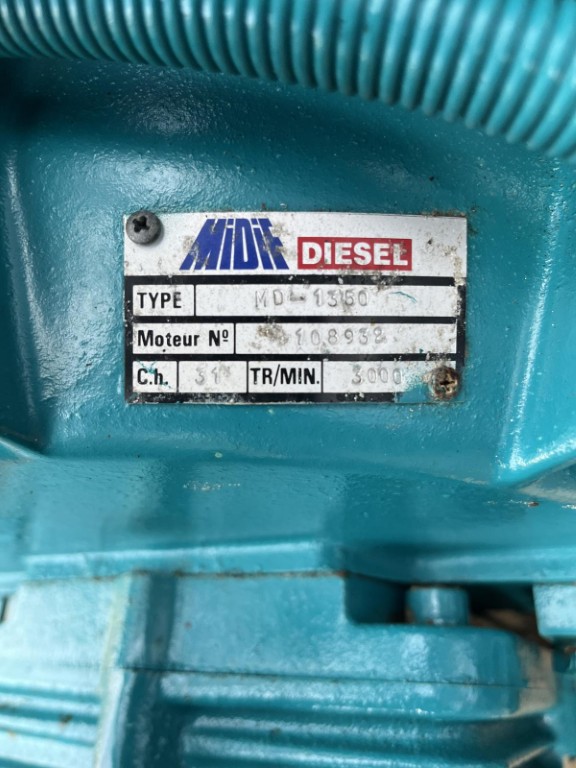 MiDiF DIESEL
TYPE MD-1350
Moteur Nº 108932
C.h. 31
TR/MIN. 3000